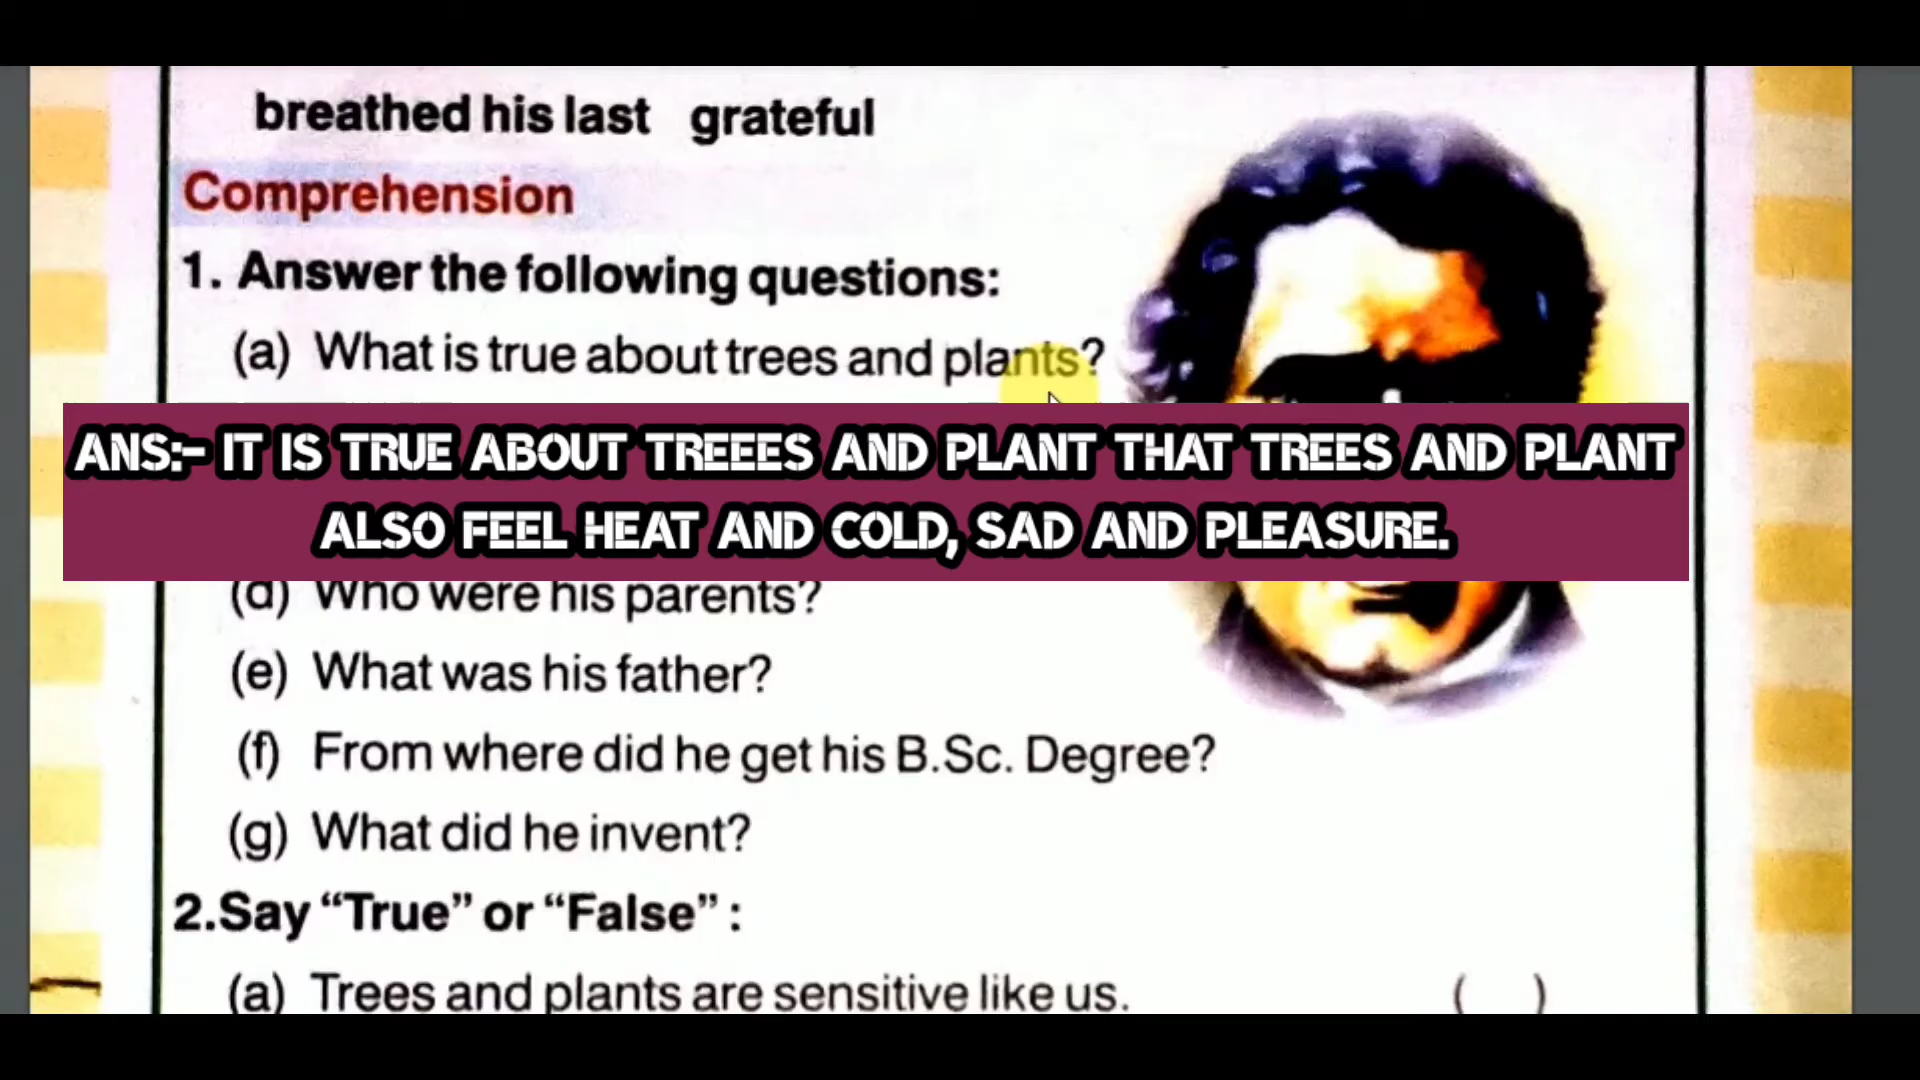 breathed his last grateful
Comprehension
1. Answer the following questions:
(a) What is true about trees and plants?
ANS:- IT IS TRUE ABOUT TREEES AND PLANT THAT TREES AND PLANT
ALSO FEEL HEAT AND COLD, SAD AND PLEASURE.
(d) Who were his parents?
(e) What was his father?
(f) From where did he get his B.Sc. Degree?
(g) What did he invent?
2.Say “True” or “False” :
(a) Trees and plants are sensitive like us. ( )